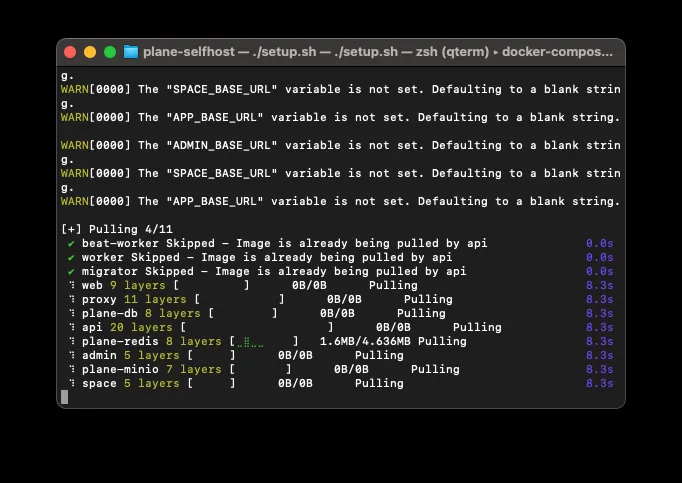 plane-selfhost — ./setup.sh — ./setup.sh — zsh (qterm) ▸ docker-compos...
g.
WARN[0000] The "SPACE_BASE_URL" variable is not set. Defaulting to a blank strin
g.
WARN[0000] The "APP_BASE_URL" variable is not set. Defaulting to a blank string.
WARN[0000] The "ADMIN_BASE_URL" variable is not set. Defaulting to a blank strin
g.
WARN[0000] The "SPACE_BASE_URL" variable is not set. Defaulting to a blank strin
g.
WARN[0000] The "APP_BASE_URL" variable is not set. Defaulting to a blank string.
[+] Pulling 4/11
✔ beat-worker Skipped – Image is already being pulled by api 0.0s
✔ worker Skipped – Image is already being pulled by api 0.0s
✔ migrator Skipped – Image is already being pulled by api 0.0s
⠹ web 9 layers [         ] 0B/0B Pulling 8.3s
⠹ proxy 11 layers [           ] 0B/0B Pulling 8.3s
⠹ plane-db 8 layers [        ] 0B/0B Pulling 8.3s
⠹ api 20 layers [                    ] 0B/0B Pulling 8.3s
⠹ plane-redis 8 layers [⣀⣿⣀⣀    ] 1.6MB/4.636MB Pulling 8.3s
⠹ admin 5 layers [     ] 0B/0B Pulling 8.3s
⠹ plane-minio 7 layers [       ] 0B/0B Pulling 8.3s
⠹ space 5 layers [     ] 0B/0B Pulling 8.3s